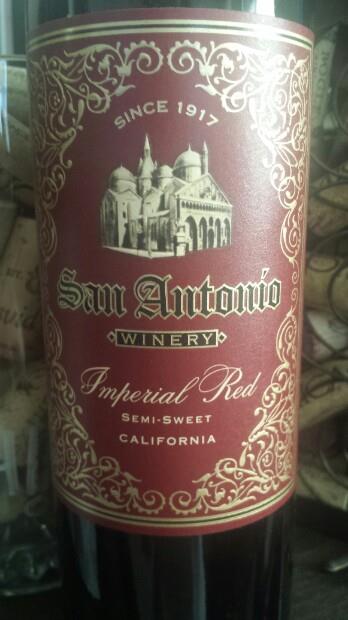 SINCE 1917
San Antonio
WINERY
Imperial Red
SEMI-SWEET
CALIFORNIA